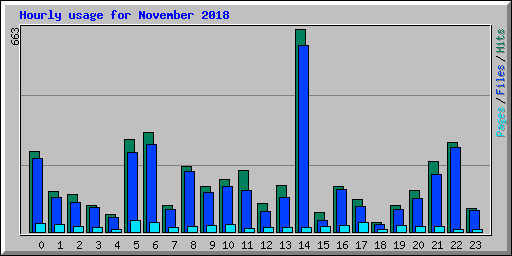 Hourly usage for November 2018
663
Pages / Files / Hits
0 1 2 3 4 5 6 7 8 9 10 11 12 13 14 15 16 17 18 19 20 21 22 23